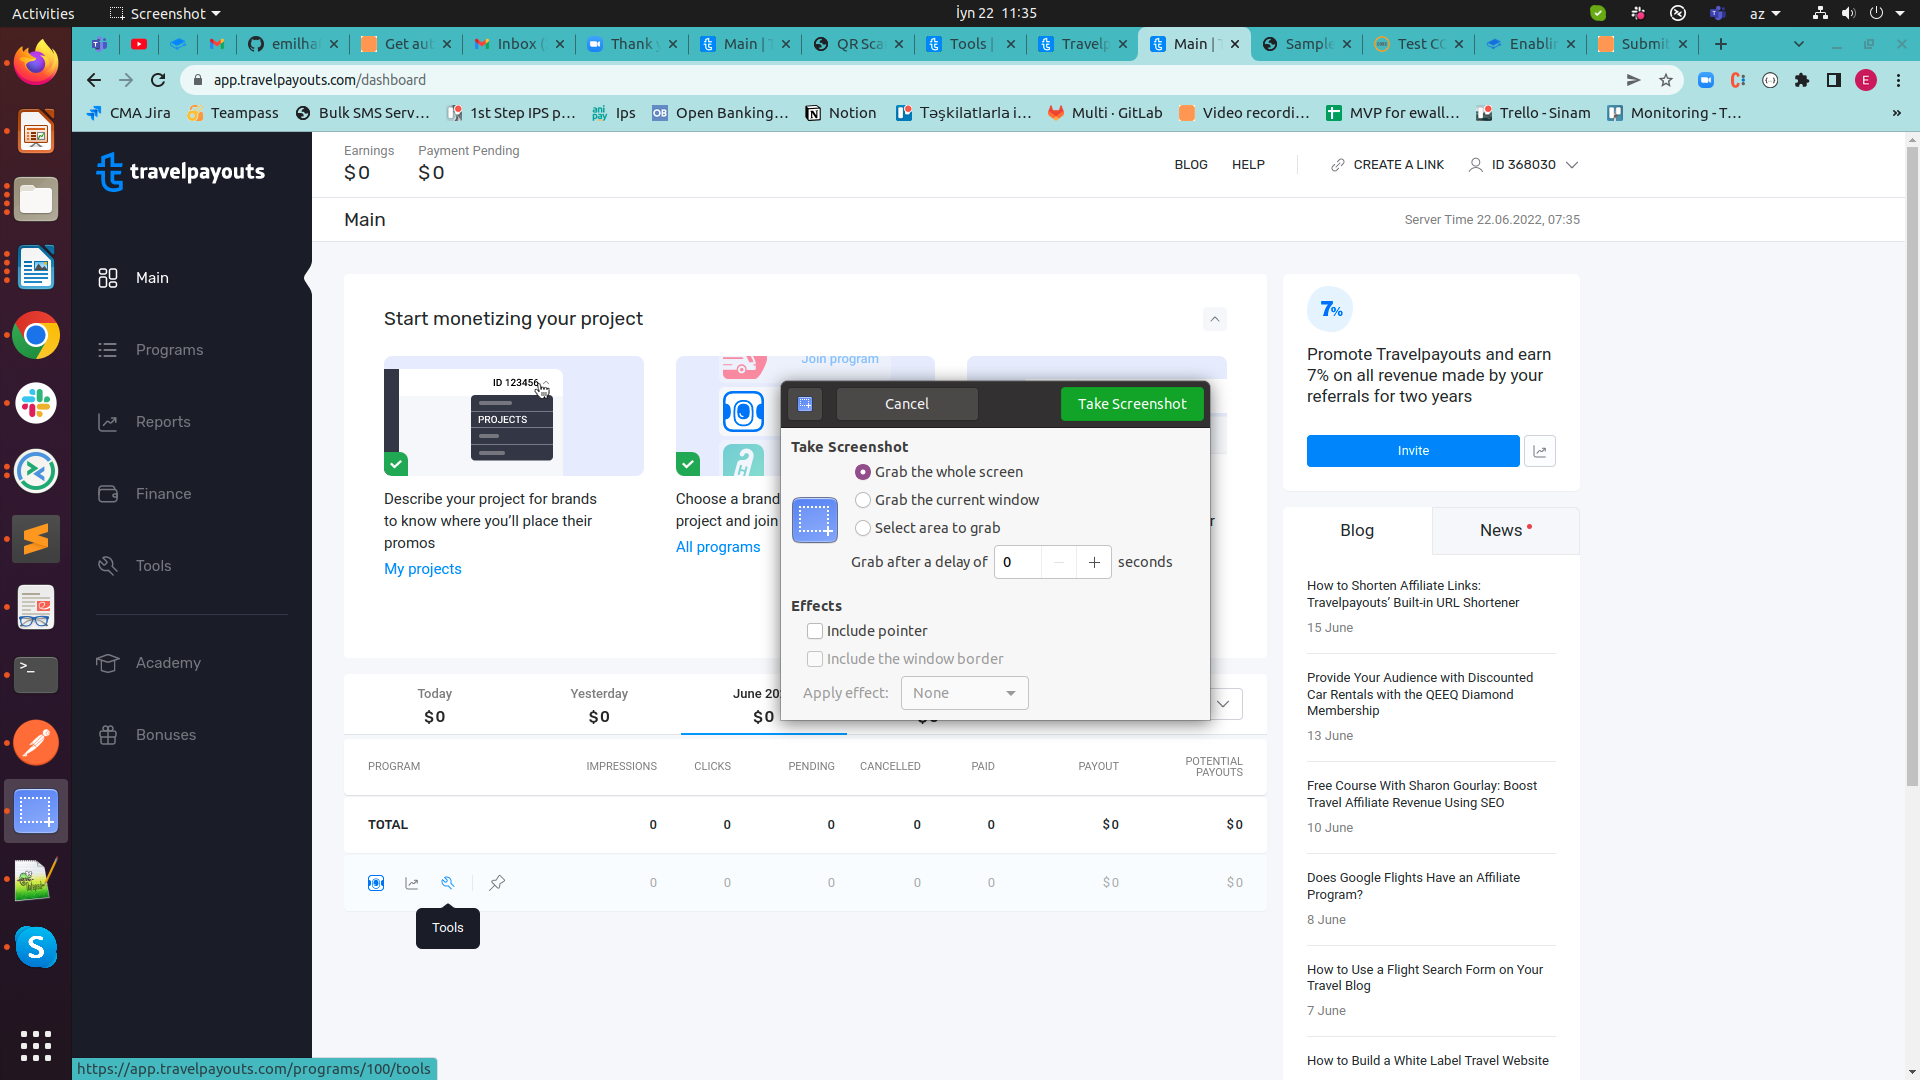 Activities
Screenshot
İyn 22 11:35
az
emilha
Get au
Inbox (
Thank y
Main | T
QR Sca
Tools |
Travelp
Main | T
Sample
Test CC
Enablin
Submit
app.travelpayouts.com/dashboard
E
CMA Jira
Teampass
Bulk SMS Serv...
1st Step IPS p...
Ips
Open Banking...
Notion
Təşkilatlarla i...
Multi · GitLab
Video recordi...
MVP for ewall...
Trello - Sinam
Monitoring - T...
»
travelpayouts
Earnings
$0
Payment Pending
$0
BLOG
HELP
CREATE A LINK
ID 368030
Main
Server Time 22.06.2022, 07:35
Main
Programs
Reports
Finance
Tools
Academy
Bonuses
Start monetizing your project
ID 123456
PROJECTS
Describe your project for brands
to know where you'll place their
promos
My projects
Join program
Choose a brand
project and join
All programs
r
Cancel
Take Screenshot
Take Screenshot
Grab the whole screen
Grab the current window
Select area to grab
Grab after a delay of 0 seconds
Effects
Include pointer
Include the window border
Apply effect: None
Today
$0
Yesterday
$0
June 20
$0
$0
PROGRAM IMPRESSIONS CLICKS PENDING CANCELLED PAID PAYOUT POTENTIAL
PAYOUTS
TOTAL 0 0 0 0 0 $0 $0
0 0 0 0 0 $0 $0
Tools
7%
Promote Travelpayouts and earn
7% on all revenue made by your
referrals for two years
Invite
Blog
News
How to Shorten Affiliate Links:
Travelpayouts' Built-in URL Shortener
15 June
Provide Your Audience with Discounted
Car Rentals with the QEEQ Diamond
Membership
13 June
Free Course With Sharon Gourlay: Boost
Travel Affiliate Revenue Using SEO
10 June
Does Google Flights Have an Affiliate
Program?
8 June
How to Use a Flight Search Form on Your
Travel Blog
7 June
How to Build a White Label Travel Website
https://app.travelpayouts.com/programs/100/tools